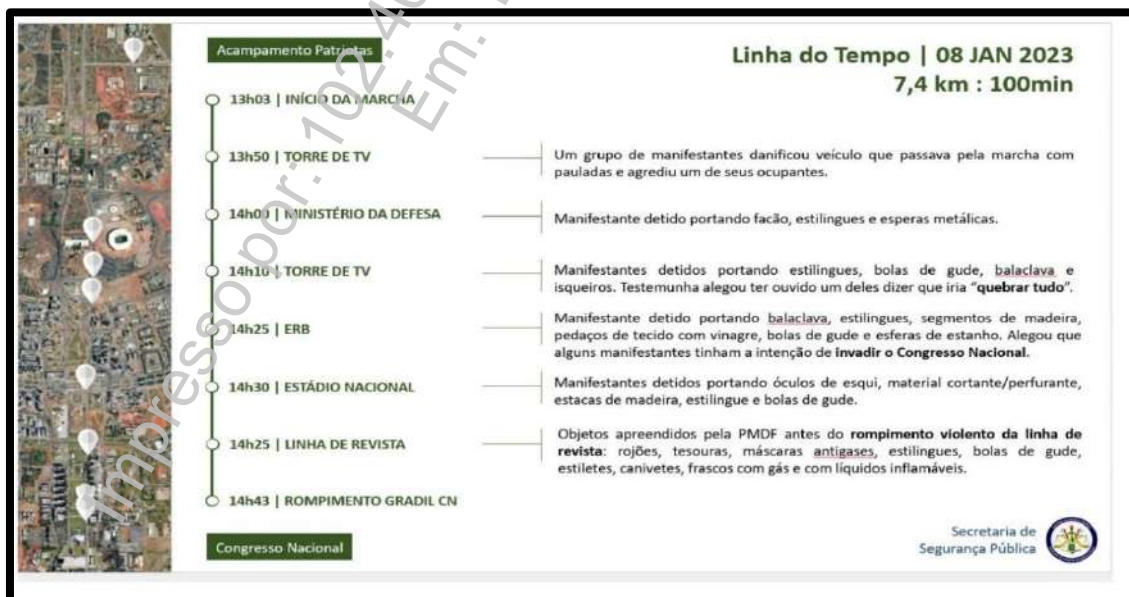 Acampamento Patriotas
Linha do Tempo | 08 JAN 2023
7,4 km : 100min
13h03 | INÍCIO DA MARCHA
13h50 | TORRE DE TV
Um grupo de manifestantes danificou veículo que passava pela marcha com
pauladas e agrediu um de seus ocupantes.
14h00 | MINISTÉRIO DA DEFESA
Manifestante detido portando facão, estilingues e esperas metálicas.
14h10 | TORRE DE TV
Manifestantes detidos portando estilingues, bolas de gude, balaclava e
isqueiros. Testemunha alegou ter ouvido um deles dizer que iria “quebrar tudo”.
14h25 | ERB
Manifestante detido portando balaclava, estilingues, segmentos de madeira,
pedaços de tecido com vinagre, bolas de gude e esferas de estanho. Alegou que
alguns manifestantes tinham a intenção de invadir o Congresso Nacional.
14h30 | ESTÁDIO NACIONAL
Manifestantes detidos portando óculos de esqui, material cortante/perfurante,
estacas de madeira, estilingue e bolas de gude.
14h25 | LINHA DE REVISTA
Objetos apreendidos pela PMDF antes do rompimento violento da linha de
revista: rojões, tesouras, máscaras antigases, estilingues, bolas de gude,
estiletes, canivetes, frascos com gás e com líquidos inflamáveis.
14h43 | ROMPIMENTO GRADIL CN
Congresso Nacional
Secretaria de
Segurança Pública
Impresso por: 102.4
Em: